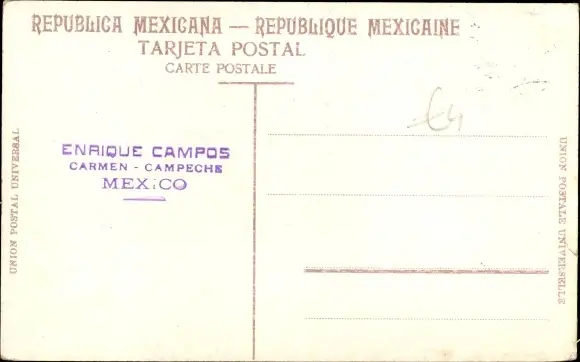 REPUBLICA MEXICANA — REPUBLIQUE MEXICAINE
TARJETA POSTAL
CARTE POSTALE
UNION POSTAL UNIVERSAL
ENRIQUE CAMPOS
CARMEN - CAMPECHE
MEXiCO
€4
UNION POSTALE UNIVERSELLE